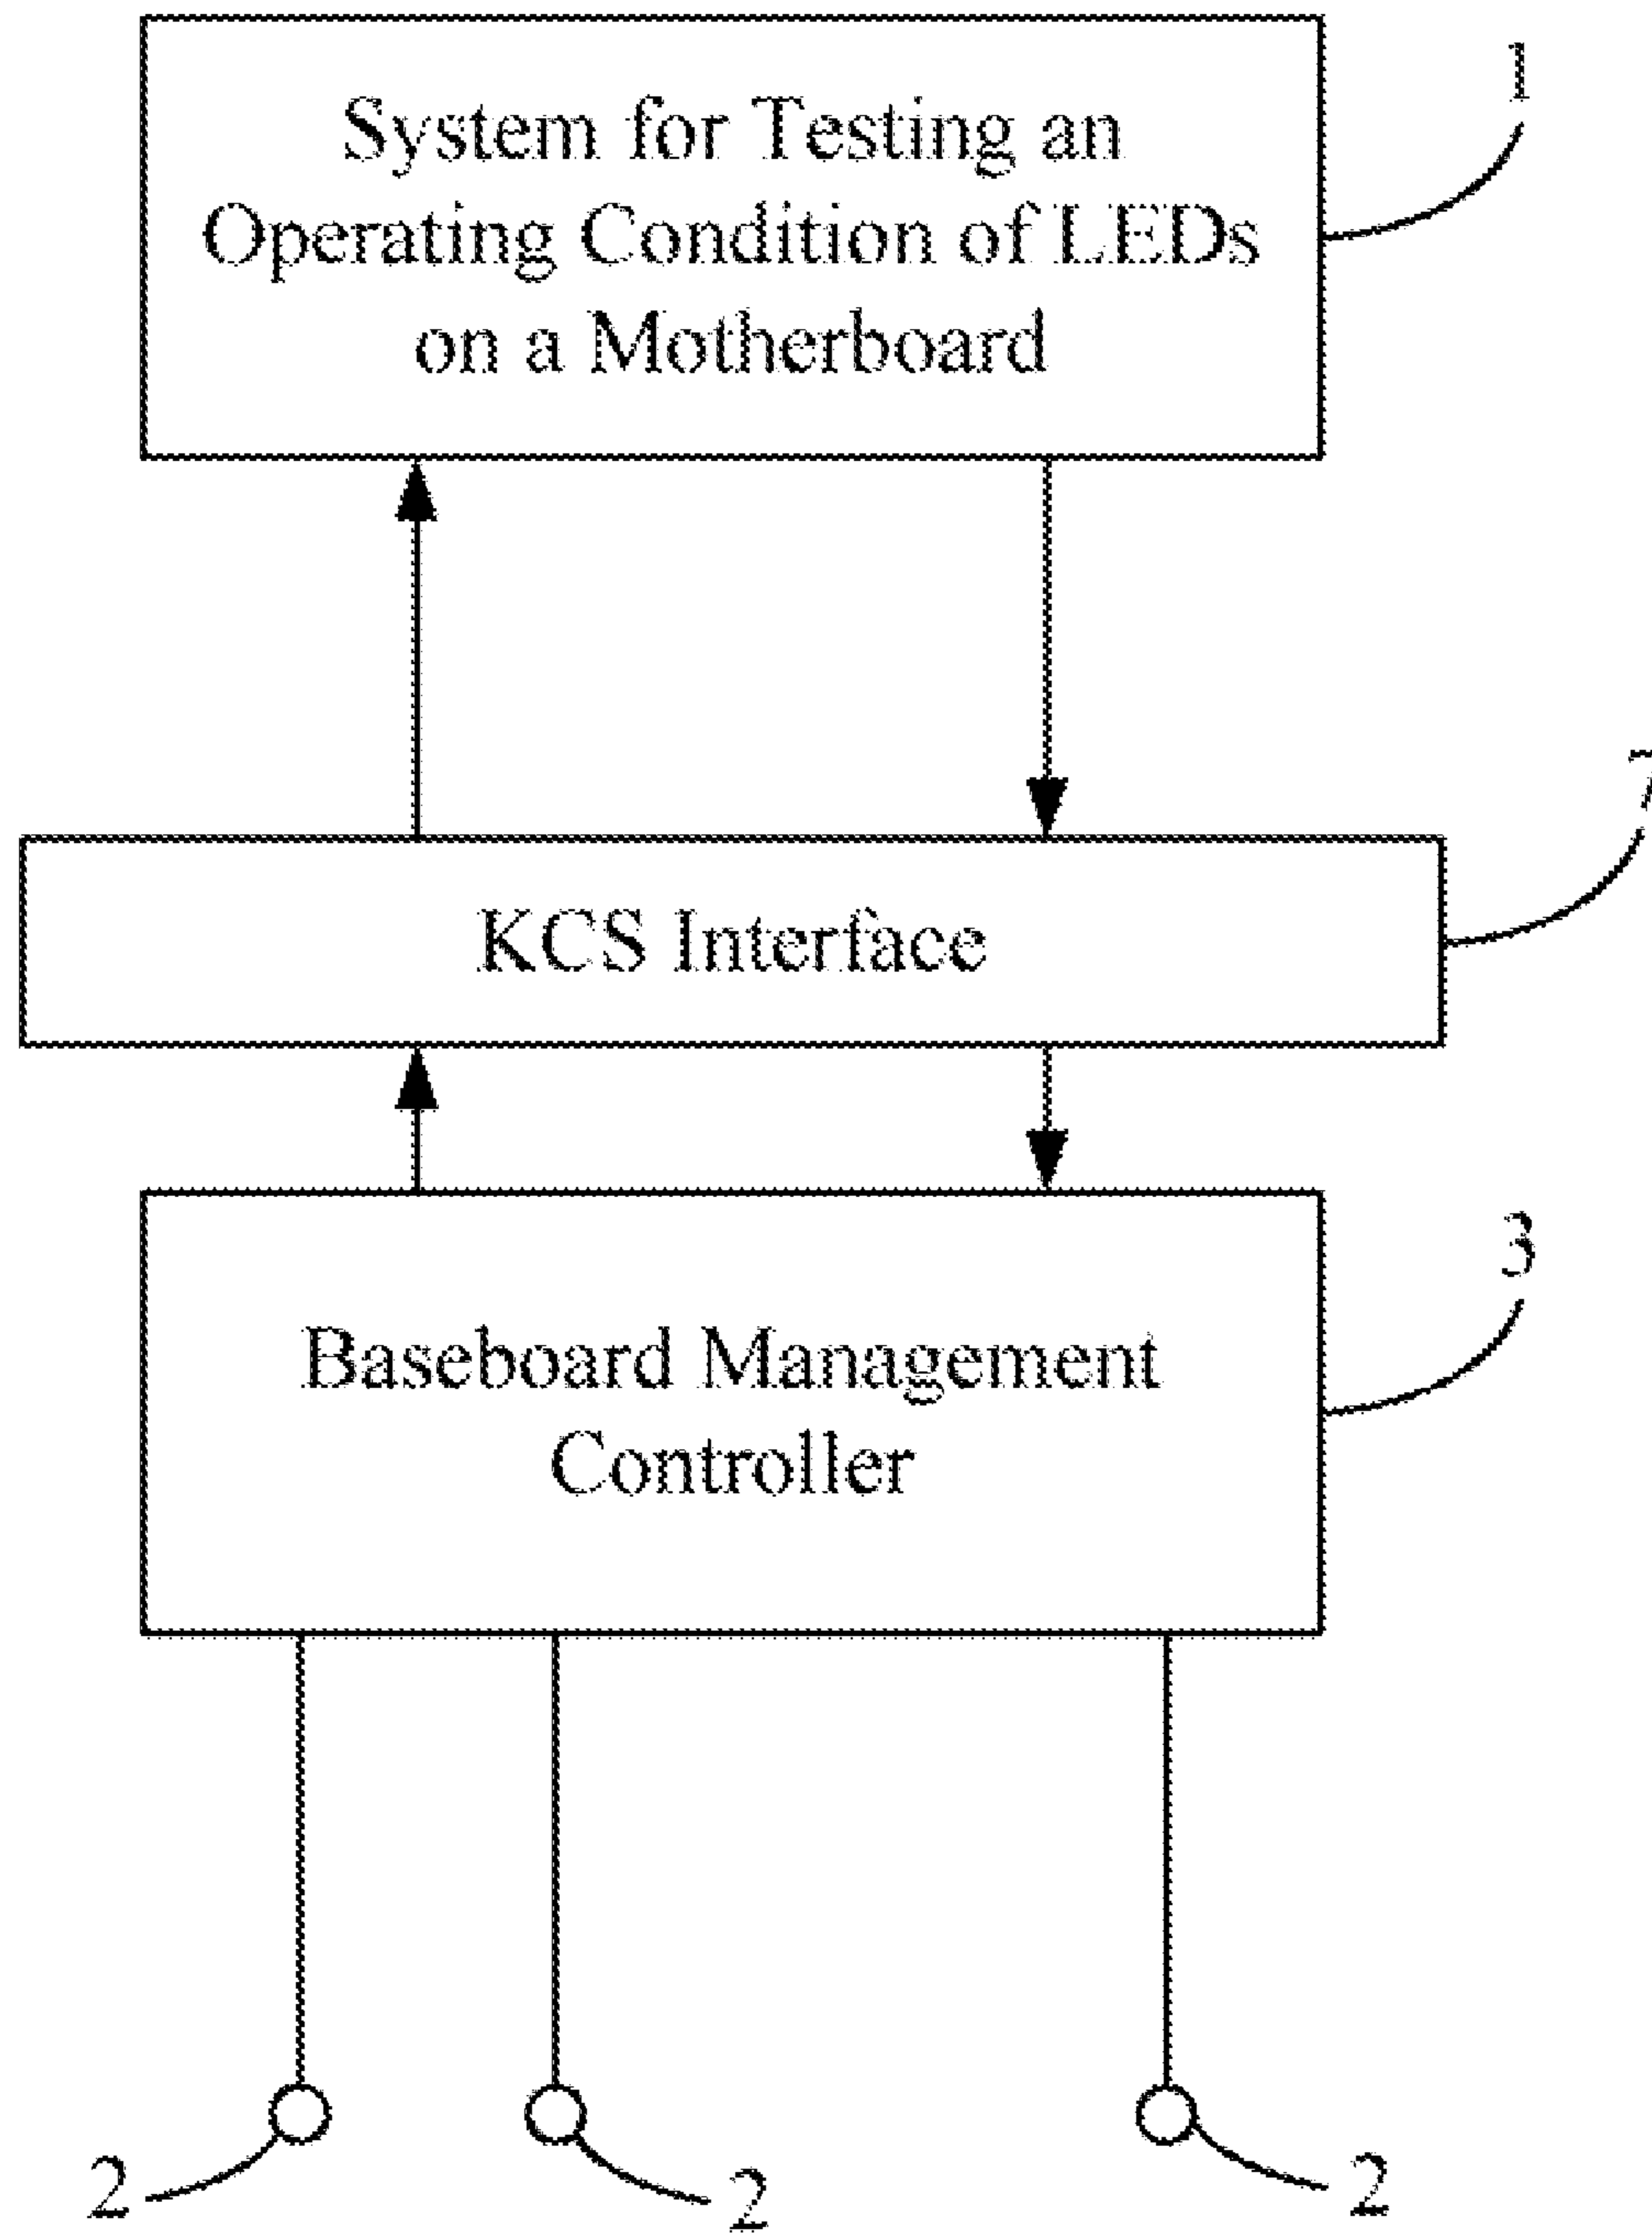 System for Testing an
Operating Condition of LEDs
on a Motherboard
1
KCS Interface
7
Baseboard Management
Controller
3
2
2
2